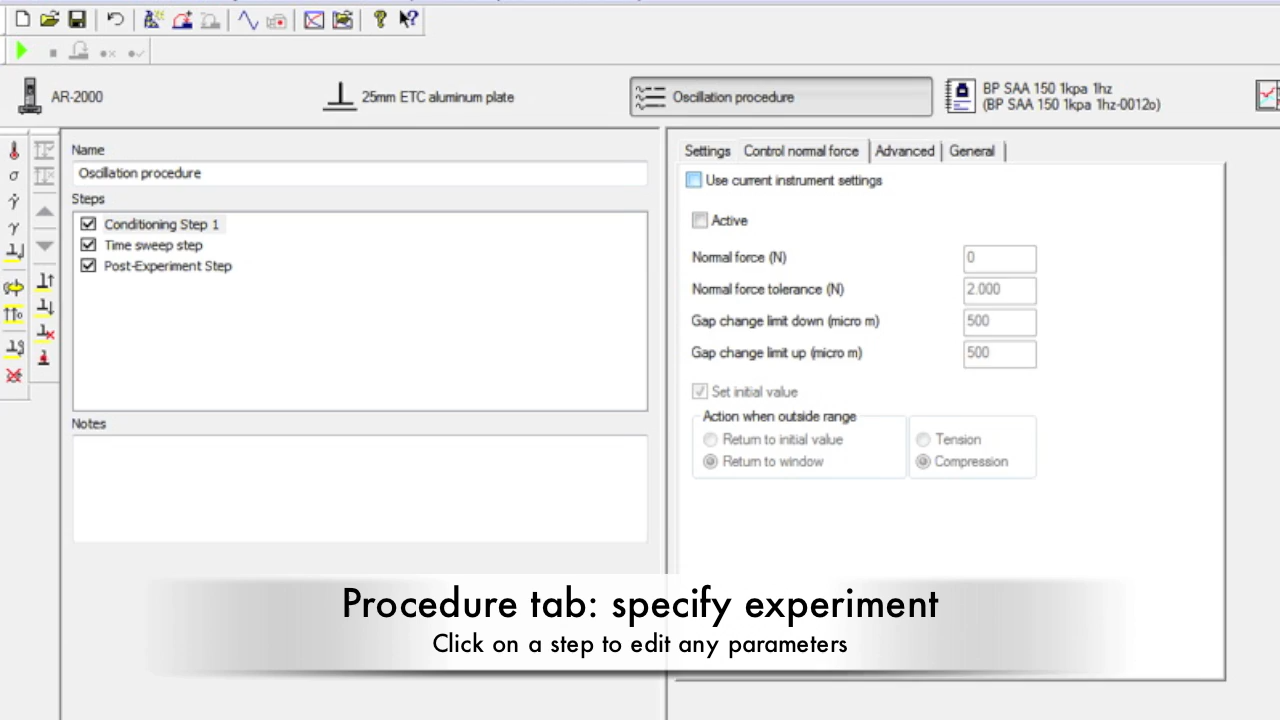 AR-2000
25mm ETC aluminum plate
Oscillation procedure
BP SAA 150 1kpa 1hz
(BP SAA 150 1kpa 1hz-0012o)
Name
Oscillation procedure
Steps
Conditioning Step 1
Time sweep step
Post-Experiment Step
Notes
Settings Control normal force Advanced General
Use current instrument settings
Active
Normal force (N) 0
Normal force tolerance (N) 2.000
Gap change limit down (micro m) 500
Gap change limit up (micro m) 500
Set initial value
Action when outside range
Return to initial value Tension
Return to window Compression
Procedure tab: specify experiment
Click on a step to edit any parameters